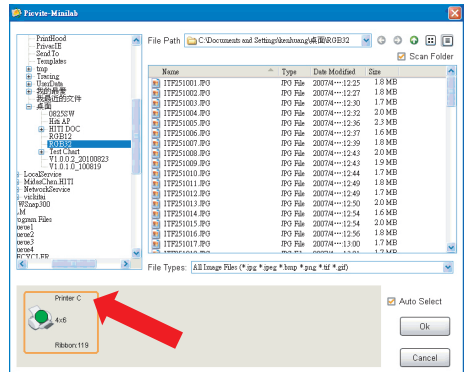 Picvite-Minilab
File Path C:\Documents and Settings\kenhuang\桌面\RGB32
Scan Folder
PrintHood
PrivacIE
SendTo
Templates
tmp
Tracing
UserData
我的最愛
我最近的文件
桌面
0825SW
Hiti AP
HITI DOC
RGB12
RGB32
Test Chart
V1.0.0.2_20100823
V1.0.1.0_100819
LocalService
MidasChen.HITI
NetworkService
WSnap300
Name Type Date Modified Size
ITF251001.JPG JPG File 2007/4⋯12:25 1.8 MB
ITF251002.JPG JPG File 2007/4⋯12:27 1.8 MB
ITF251003.JPG JPG File 2007/4⋯12:30 1.7 MB
ITF251004.JPG JPG File 2007/4⋯12:32 2.0 MB
ITF251005.JPG JPG File 2007/4⋯12:36 2.3 MB
ITF251006.JPG JPG File 2007/4⋯12:37 1.6 MB
ITF251007.JPG JPG File 2007/4⋯12:39 1.8 MB
ITF251008.JPG JPG File 2007/4⋯12:43 2.0 MB
ITF251009.JPG JPG File 2007/4⋯12:43 1.9 MB
ITF251010.JPG JPG File 2007/4⋯12:44 1.7 MB
ITF251011.JPG JPG File 2007/4⋯12:49 1.8 MB
ITF251012.JPG JPG File 2007/4⋯12:49 1.7 MB
ITF251013.JPG JPG File 2007/4⋯12:50 2.0 MB
ITF251014.JPG JPG File 2007/4⋯12:54 1.6 MB
ITF251015.JPG JPG File 2007/4⋯12:54 2.0 MB
ITF251016.JPG JPG File 2007/4⋯12:56 1.8 MB
ITF251017.JPG JPG File 2007/4⋯13:00 1.7 MB
File Types: All Image Files (*.jpg *.jpeg *.bmp *.png *.tif *.gif)
Printer C
4x6
Ribbon:119
Auto Select
Ok
Cancel